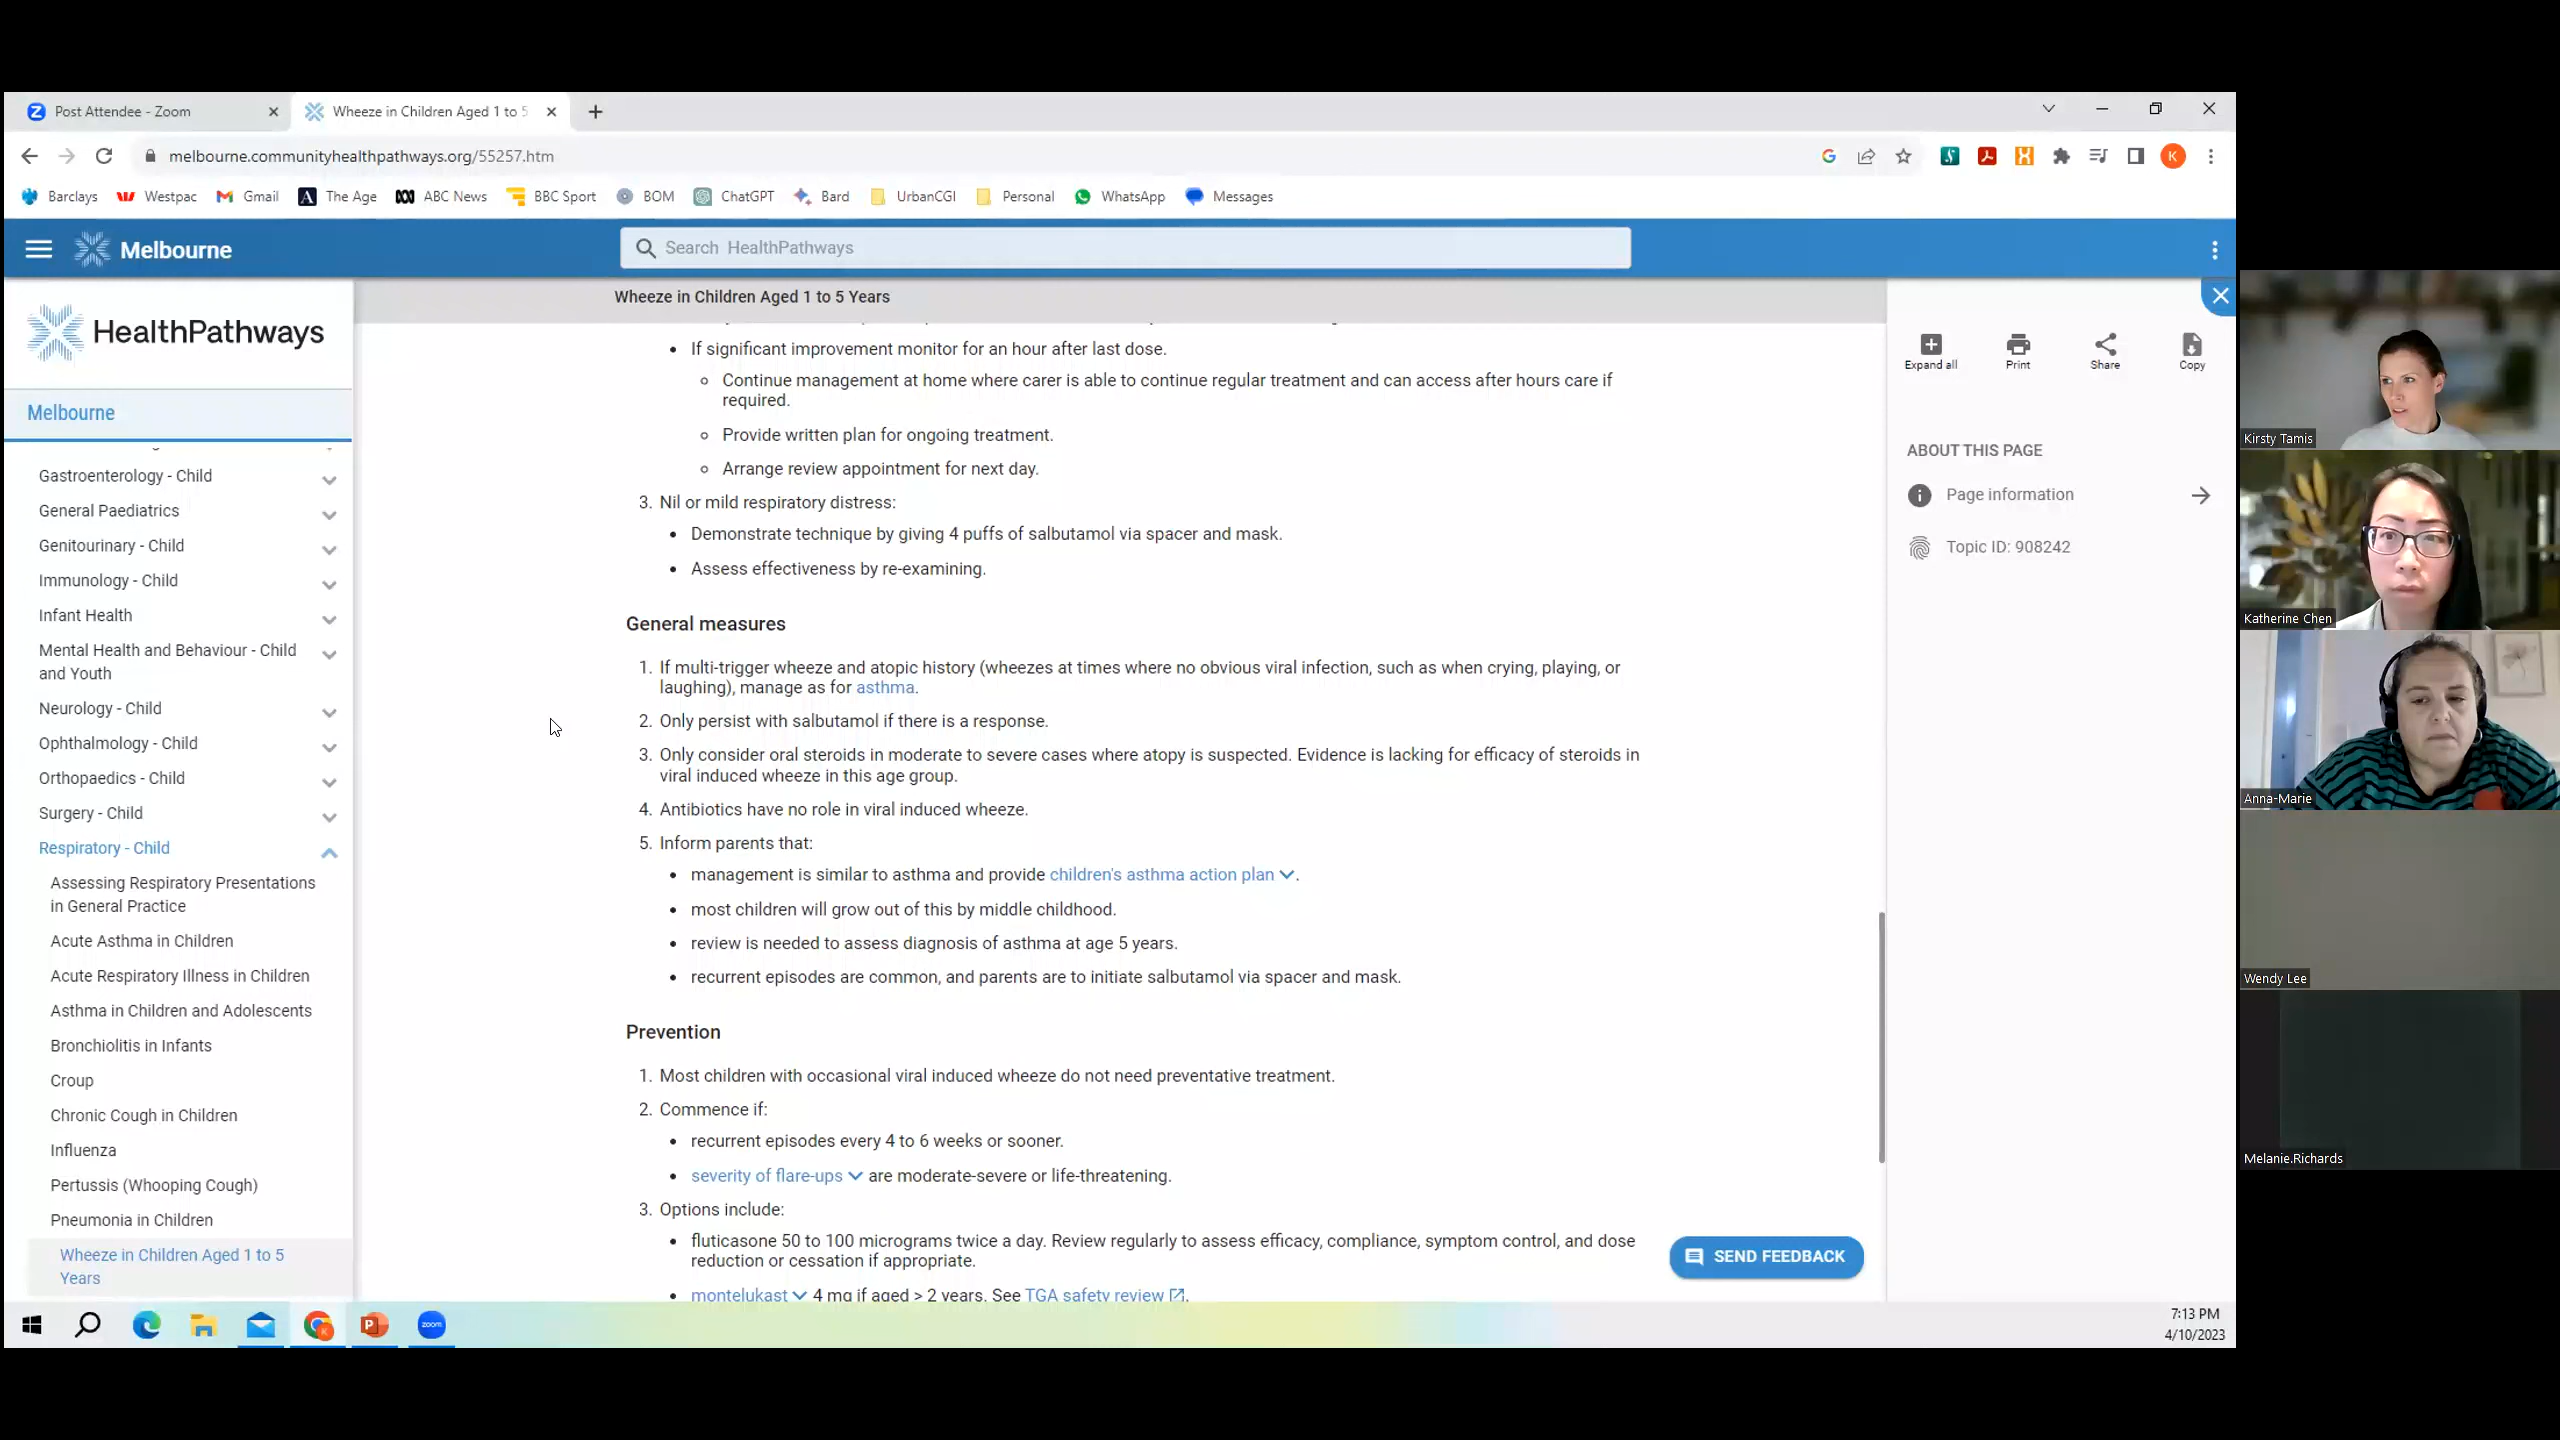 Post Attendee - Zoom
Wheeze in Children Aged 1 to 5
melbourne.communityhealthpathways.org/55257.htm
K
Barclays
Westpac
Gmail
The Age
ABC News
BBC Sport
BOM
ChatGPT
Bard
UrbanCGI
Personal
WhatsApp
Messages
Melbourne
Search HealthPathways
HealthPathways
Melbourne
Gastroenterology - Child
General Paediatrics
Genitourinary - Child
Immunology - Child
Infant Health
Mental Health and Behaviour - Child
and Youth
Neurology - Child
Ophthalmology - Child
Orthopaedics - Child
Surgery - Child
Respiratory - Child
Assessing Respiratory Presentations
in General Practice
Acute Asthma in Children
Acute Respiratory Illness in Children
Asthma in Children and Adolescents
Bronchiolitis in Infants
Croup
Chronic Cough in Children
Influenza
Pertussis (Whooping Cough)
Pneumonia in Children
Wheeze in Children Aged 1 to 5
Years
Wheeze in Children Aged 1 to 5 Years
• If significant improvement monitor for an hour after last dose.
Continue management at home where carer is able to continue regular treatment and can access after hours care if
required.
Provide written plan for ongoing treatment.
Arrange review appointment for next day.
3. Nil or mild respiratory distress:
• Demonstrate technique by giving 4 puffs of salbutamol via spacer and mask.
• Assess effectiveness by re-examining.
General measures
1. If multi-trigger wheeze and atopic history (wheezes at times where no obvious viral infection, such as when crying, playing, or
laughing), manage as for asthma.
2. Only persist with salbutamol if there is a response.
3. Only consider oral steroids in moderate to severe cases where atopy is suspected. Evidence is lacking for efficacy of steroids in
viral induced wheeze in this age group.
4. Antibiotics have no role in viral induced wheeze.
5. Inform parents that:
• management is similar to asthma and provide children's asthma action plan.
• most children will grow out of this by middle childhood.
• review is needed to assess diagnosis of asthma at age 5 years.
• recurrent episodes are common, and parents are to initiate salbutamol via spacer and mask.
Prevention
1. Most children with occasional viral induced wheeze do not need preventative treatment.
2. Commence if:
• recurrent episodes every 4 to 6 weeks or sooner.
• severity of flare-ups are moderate-severe or life-threatening.
3. Options include:
• fluticasone 50 to 100 micrograms twice a day. Review regularly to assess efficacy, compliance, symptom control, and dose
reduction or cessation if appropriate.
• montelukast 4 mg if aged > 2 years. See TGA safety review.
Expand all
Print
Share
Copy
ABOUT THIS PAGE
Page information
Topic ID: 908242
SEND FEEDBACK
zoom
7:13 PM
4/10/2023
Kirsty Tamis
Katherine Chen
Anna-Marie
Wendy Lee
Melanie.Richards